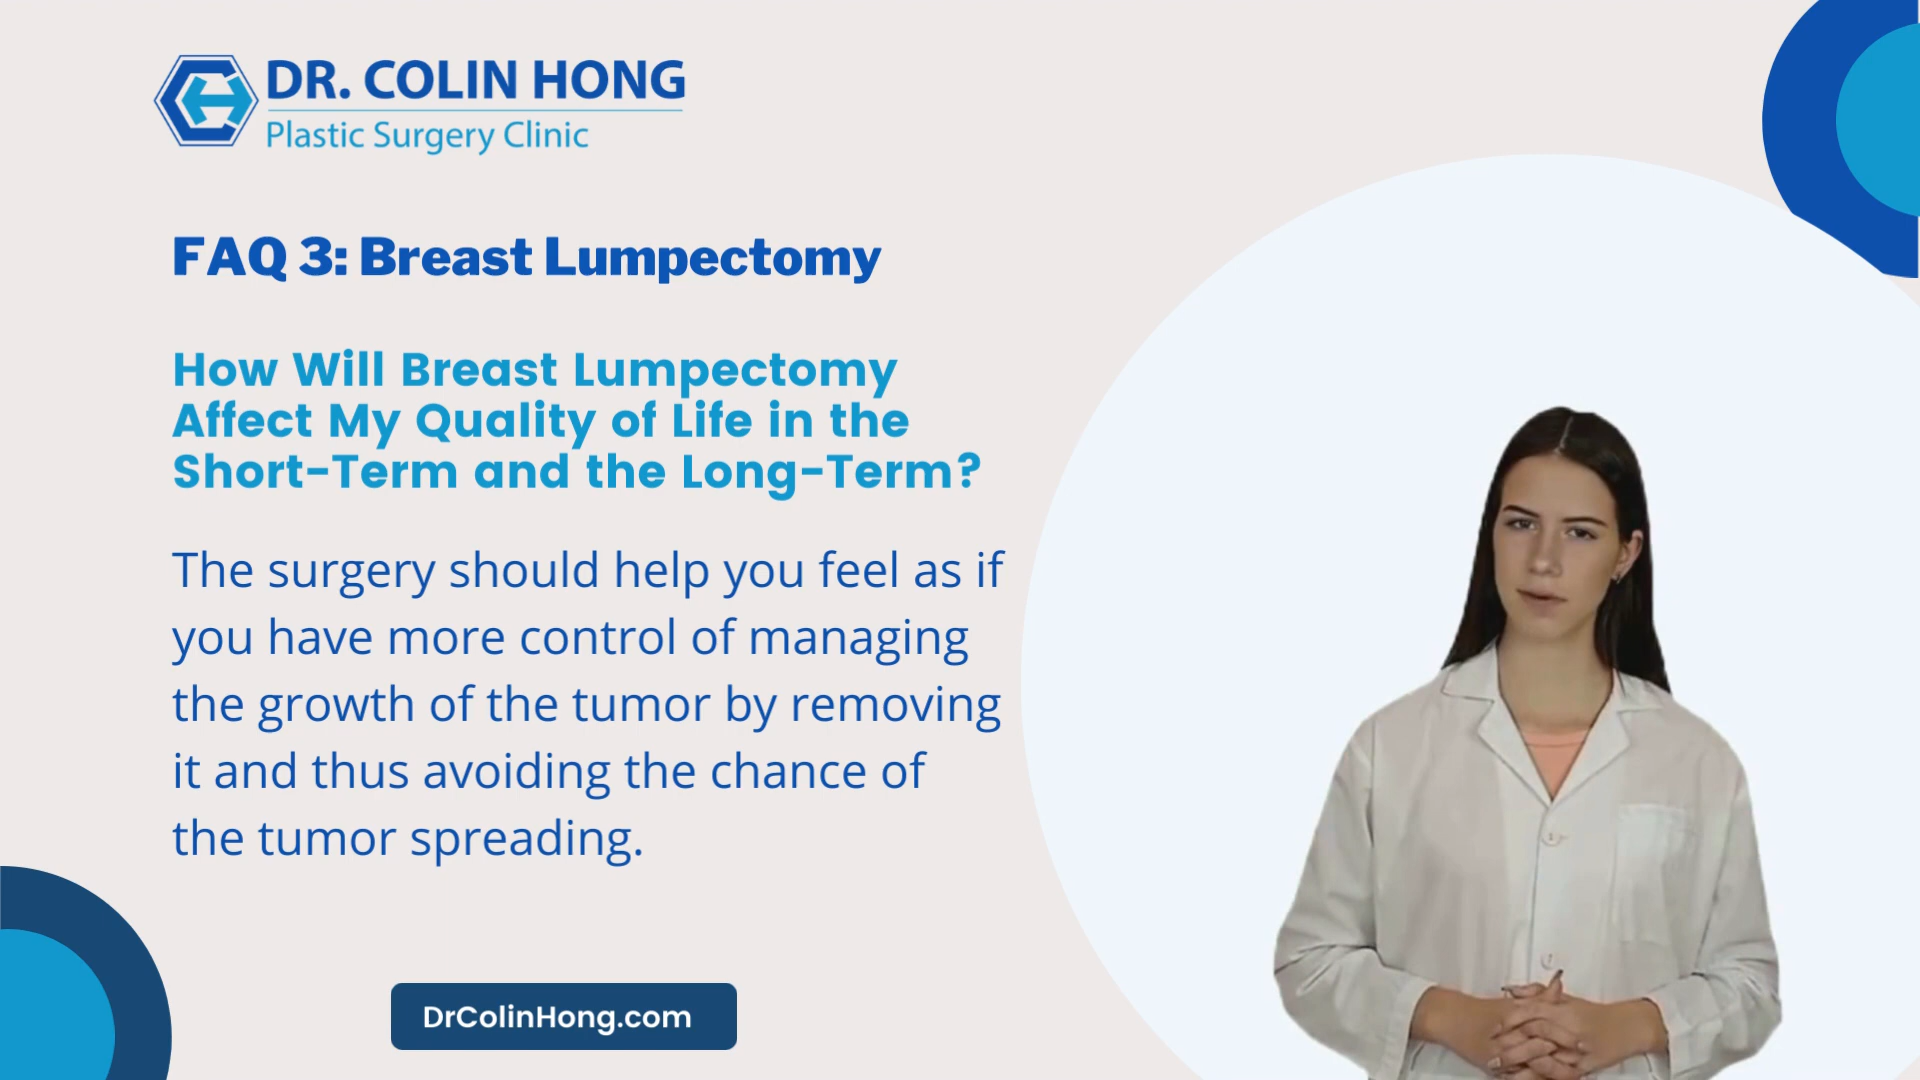 DR. COLIN HONG
Plastic Surgery Clinic
FAQ 3: Breast Lumpectomy
How Will Breast Lumpectomy
Affect My Quality of Life in the
Short-Term and the Long-Term?
The surgery should help you feel as if
you have more control of managing
the growth of the tumor by removing
it and thus avoiding the chance of
the tumor spreading.
DrColinHong.com